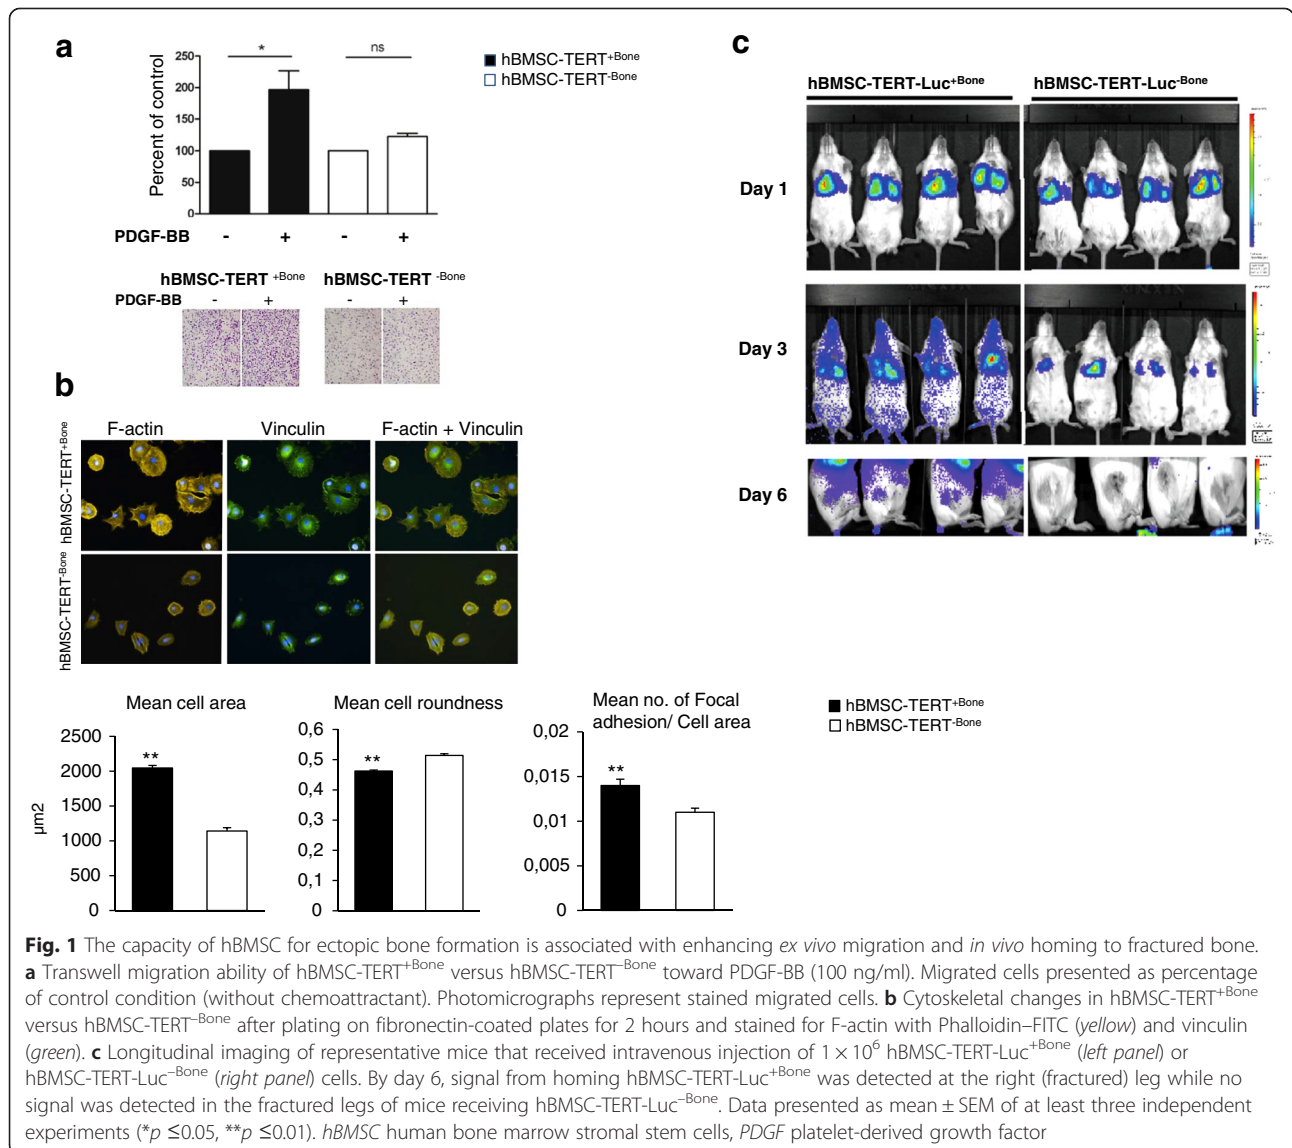 a
250
200
150
100
50
0
Percent of control
*
ns
hBMSC-TERT+Bone
hBMSC-TERT-Bone
PDGF-BB - + - +
hBMSC-TERT +Bone hBMSC-TERT -Bone
PDGF-BB - + - +
b
F-actin Vinculin F-actin + Vinculin
hBMSC-TERT+Bone
hBMSC-TERT-Bone
Mean cell area
µm2
2500
2000
1500
1000
500
0
**
Mean cell roundness
0,6
0,5
0,4
0,3
0,2
0,1
0
**
Mean no. of Focal
adhesion/ Cell area
0,02
0,015
0,01
0,005
0
**
hBMSC-TERT+Bone
hBMSC-TERT-Bone
c
hBMSC-TERT-Luc+Bone hBMSC-TERT-Luc-Bone
Day 1
Day 3
Day 6
Fig. 1 The capacity of hBMSC for ectopic bone formation is associated with enhancing ex vivo migration and in vivo homing to fractured bone.
a Transwell migration ability of hBMSC-TERT+Bone versus hBMSC-TERT–Bone toward PDGF-BB (100 ng/ml). Migrated cells presented as percentage
of control condition (without chemoattractant). Photomicrographs represent stained migrated cells. b Cytoskeletal changes in hBMSC-TERT+Bone
versus hBMSC-TERT–Bone after plating on fibronectin-coated plates for 2 hours and stained for F-actin with Phalloidin–FITC (yellow) and vinculin
(green). c Longitudinal imaging of representative mice that received intravenous injection of 1 × 10⁶ hBMSC-TERT-Luc+Bone (left panel) or
hBMSC-TERT-Luc–Bone (right panel) cells. By day 6, signal from homing hBMSC-TERT-Luc+Bone was detected at the right (fractured) leg while no
signal was detected in the fractured legs of mice receiving hBMSC-TERT-Luc–Bone. Data presented as mean ± SEM of at least three independent
experiments (*p ≤0.05, **p ≤0.01). hBMSC human bone marrow stromal stem cells, PDGF platelet-derived growth factor